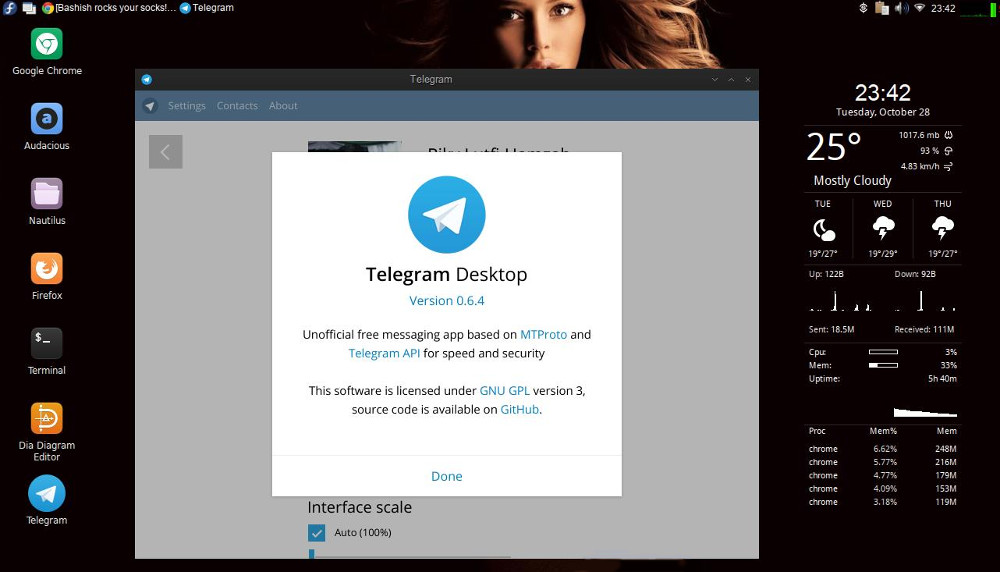 [Bashish rocks your socks!... Telegram
23:42
Google Chrome
Audacious
Nautilus
Firefox
Terminal
Dia Diagram
Editor
Telegram
Telegram
Settings Contacts About
Telegram Desktop
Version 0.6.4
Unofficial free messaging app based on MTProto and
Telegram API for speed and security
This software is licensed under GNU GPL version 3,
source code is available on GitHub.
Done
Interface scale
Auto (100%)
23:42
Tuesday, October 28
25°
1017.6 mb
93 %
4.83 km/h
Mostly Cloudy
TUE WED THU
19°/27° 19°/29° 19°/27°
Up: 122B Down: 92B
Sent: 18.5M Received: 111M
Cpu: 3%
Mem: 33%
Uptime: 5h 40m
Proc Mem% Mem
chrome 6.62% 248M
chrome 5.77% 216M
chrome 4.77% 179M
chrome 4.09% 153M
chrome 3.18% 119M